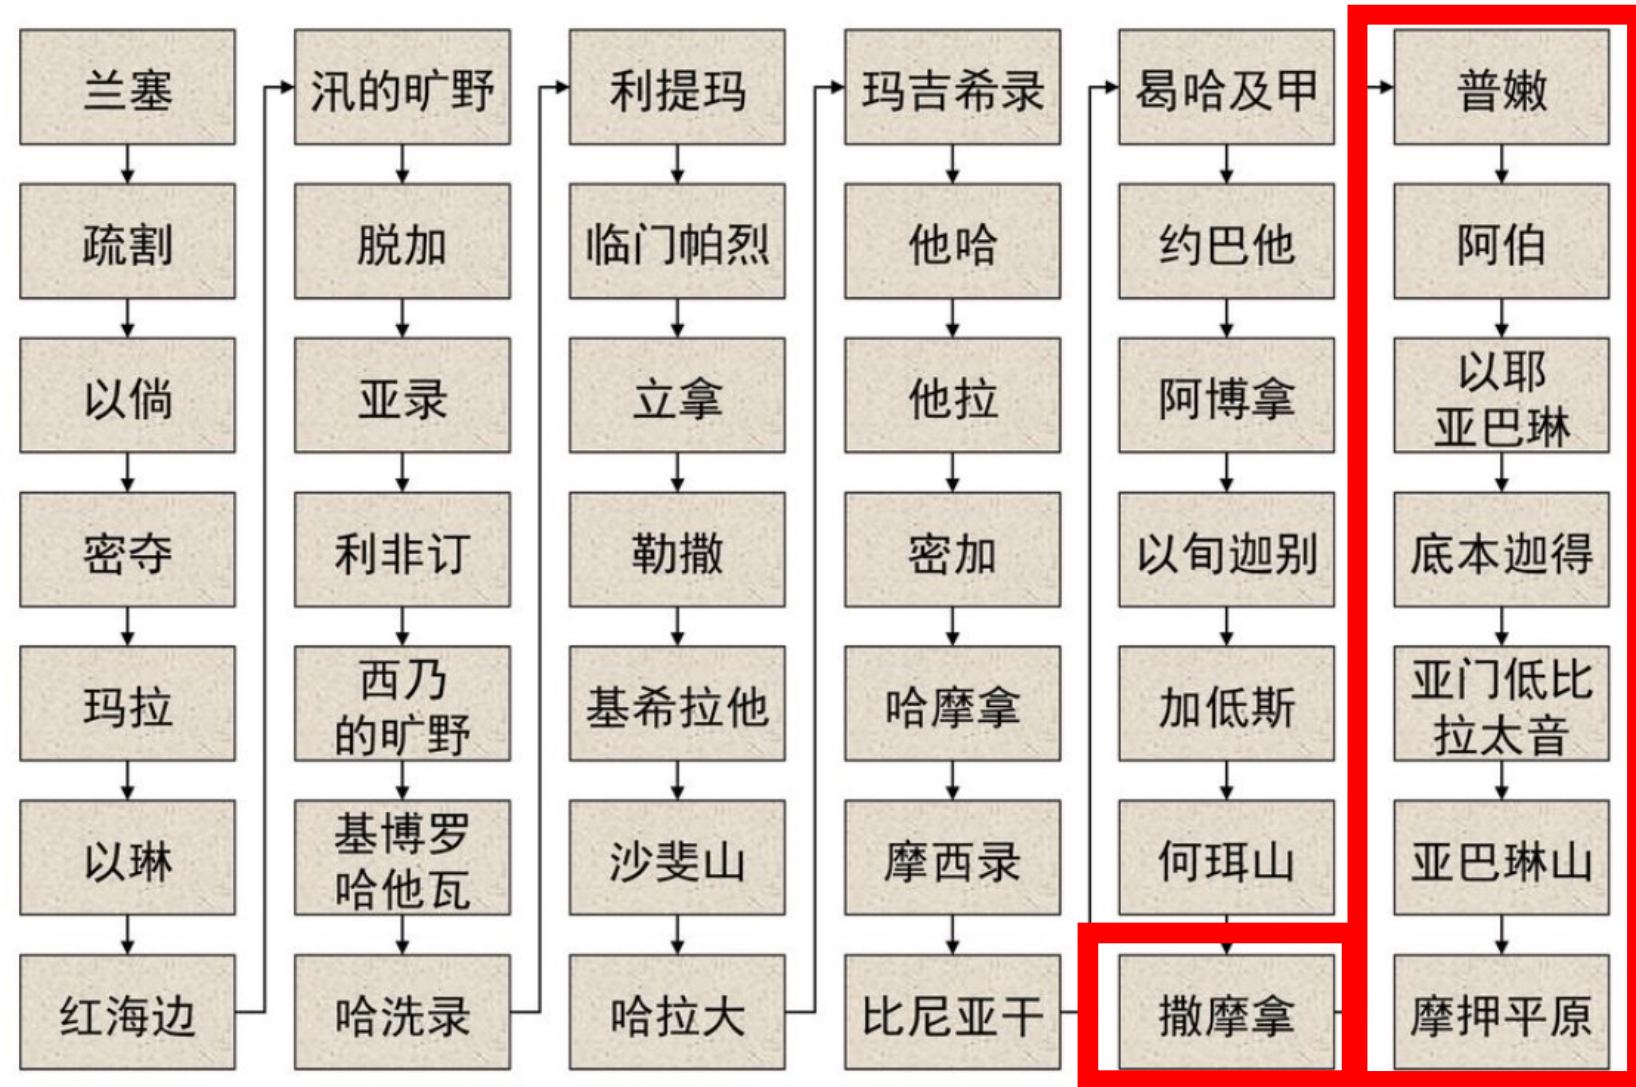 兰塞
疏割
以倘
密夺
玛拉
以琳
红海边
汛的旷野
脱加
亚录
利非订
西乃
的旷野
基博罗
哈他瓦
哈洗录
利提玛
临门帕烈
立拿
勒撒
基希拉他
沙斐山
哈拉大
玛吉希录
他哈
他拉
密加
哈摩拿
摩西录
比尼亚干
曷哈及甲
约巴他
阿博拿
以旬迦别
加低斯
何珥山
撒摩拿
普嫩
阿伯
以耶
亚巴琳
底本迦得
亚门低比
拉太音
亚巴琳山
摩押平原